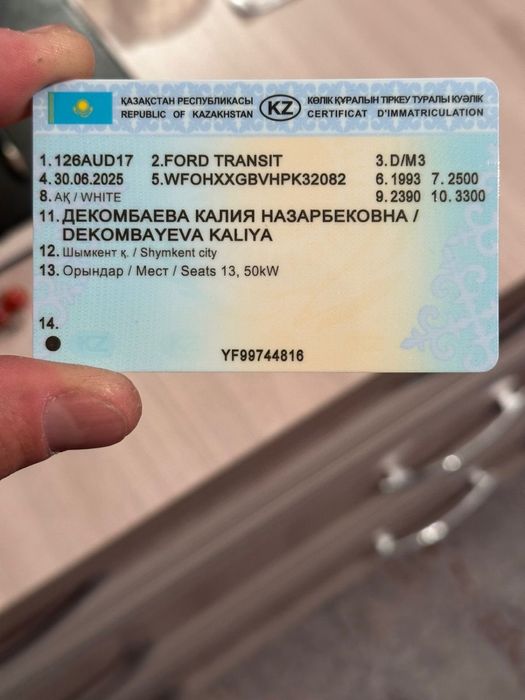 ҚАЗАҚСТАН РЕСПУБЛИКАСЫ
REPUBLIC OF KAZAKHSTAN
KZ
КӨЛІК ҚҰРАЛЫН ТІРКЕУ ТУРАЛЫ КУӘЛІК
CERTIFICATE D'IMMATRICULATION
1.126AUD17 2.FORD TRANSIT 3.D/M3
4.30.06.2025 5.WFOHXXGBVHPK32082 6.1993 7.2500
8.АҚ / WHITE 9.2390 10.3300
11.ДЕКОМБАЕВА КАЛИЯ НАЗАРБЕКОВНА /
DEKOMBAYEVA KALIYA
12. Шымкент қ. / Shymkent city
13. Орындар / Мест / Seats 13, 50kW
14.
KZ
YF99744816